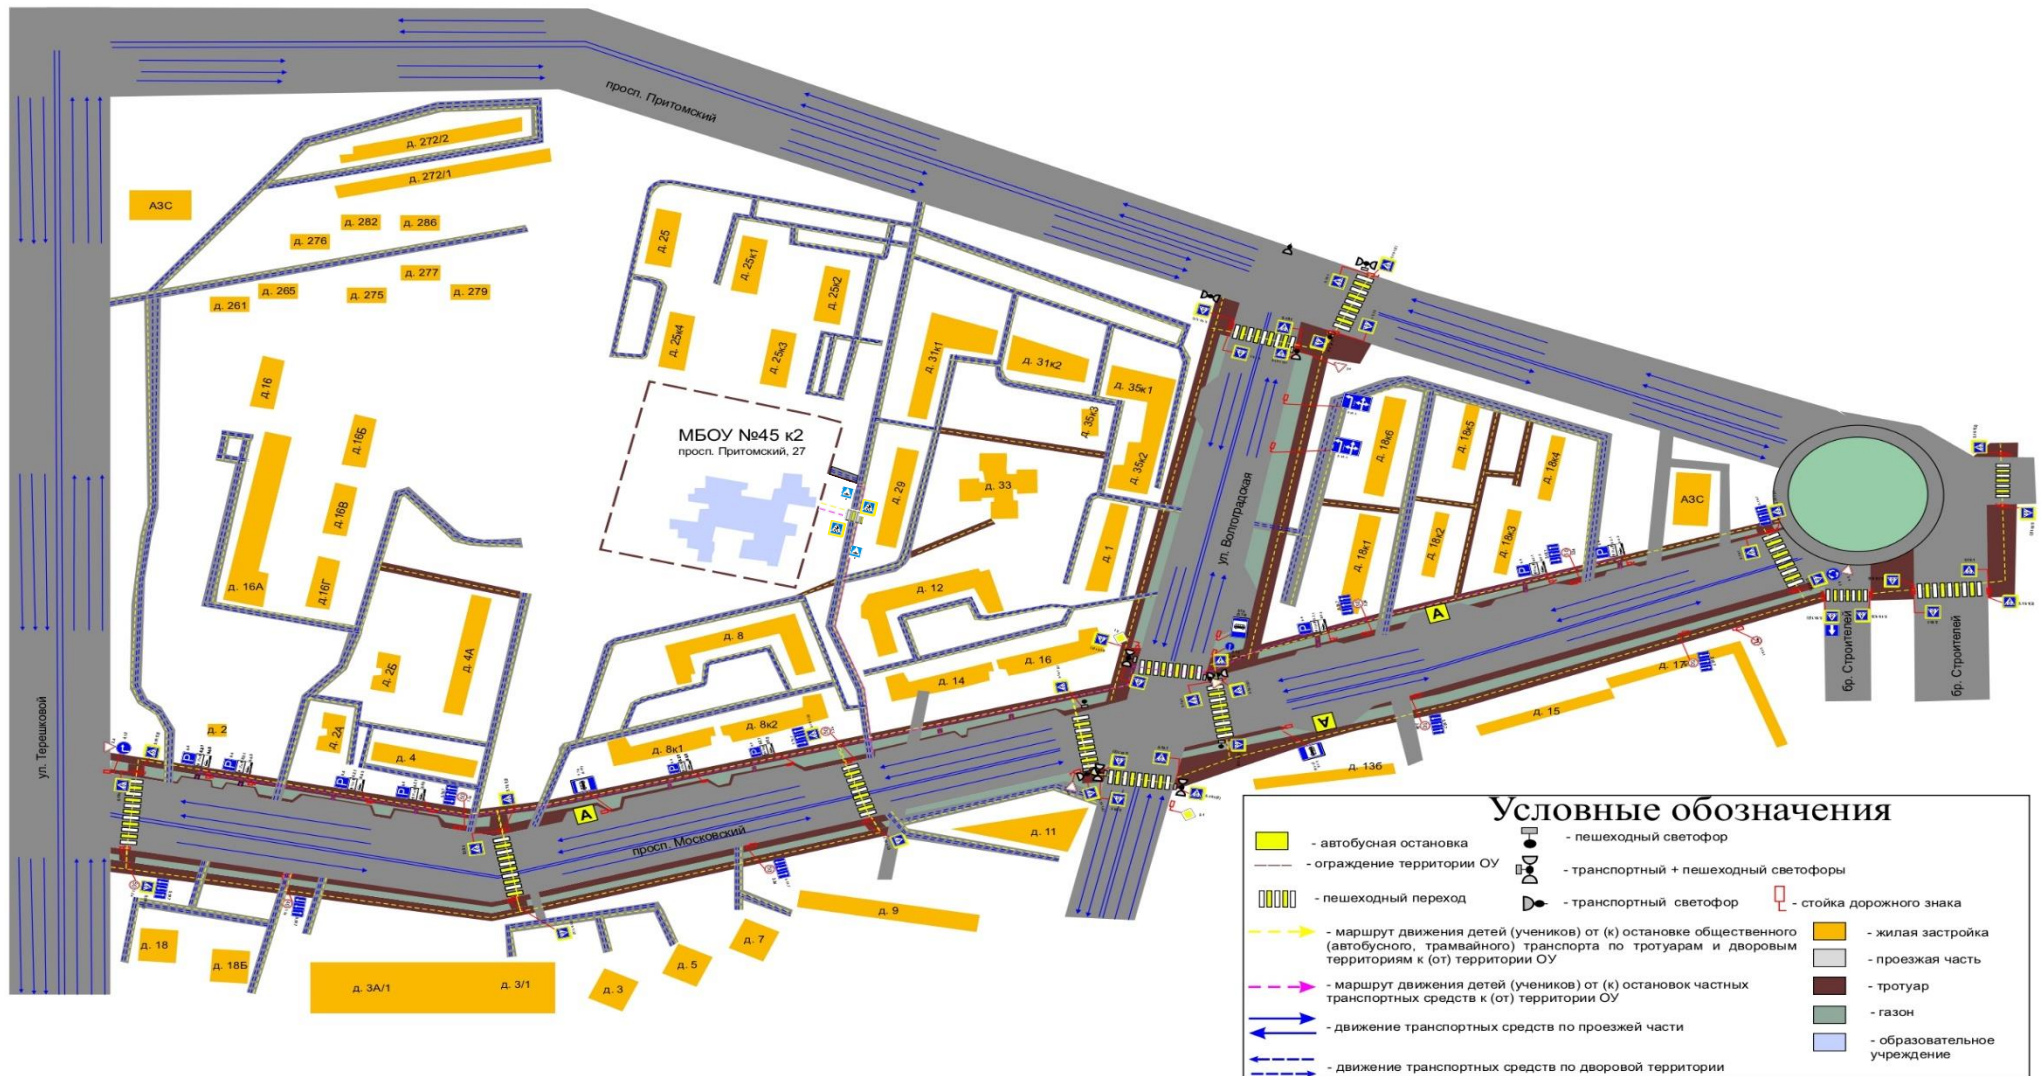 просп. Притомский
д. 272/2
д. 272/1
АЗС
д. 282
д. 286
д. 276
д. 277
д. 265
д. 275
д. 279
д. 261
д. 25
д. 25к1
д. 25к2
д. 25к4
д. 25к3
д. 31к1
д. 31к2
д. 35к1
д. 35к3
д. 35к2
д.16
д.16Б
д.16В
д.16Г
д. 16А
МБОУ №45 к2
просп. Притомский, 27
д. 29
д. 33
д. 1
ул. Волгоградская
д. 18к6
д. 18к5
д. 18к4
д. 18к1
д. 18к2
д. 18к3
АЗС
ул. Терешковой
д. 2
д. 2Б
д. 2А
д. 4А
д. 4
д. 8
д. 12
д. 14
д. 16
д. 8к1
д. 8к2
А
А
А
просп. Московский
бр. Строителей
бр. Строителей
д. 17
д. 15
д. 13б
д. 11
д. 9
д. 7
д. 5
д. 3
д. 3/1
д. 3А/1
д. 18
д. 18Б
Условные обозначения
- автобусная остановка
- ограждение территории ОУ
- пешеходный переход
- пешеходный светофор
- транспортный + пешеходный светофоры
- транспортный светофор
- стойка дорожного знака
- маршрут движения детей (учеников) от (к) остановке общественного
(автобусного, трамвайного) транспорта по тротуарам и дворовым
территориям к (от) территории ОУ
- маршрут движения детей (учеников) от (к) остановок частных
транспортных средств к (от) территории ОУ
- движение транспортных средств по проезжей части
- движение транспортных средств по дворовой территории
- жилая застройка
- проезжая часть
- тротуар
- газон
- образовательное
учреждение